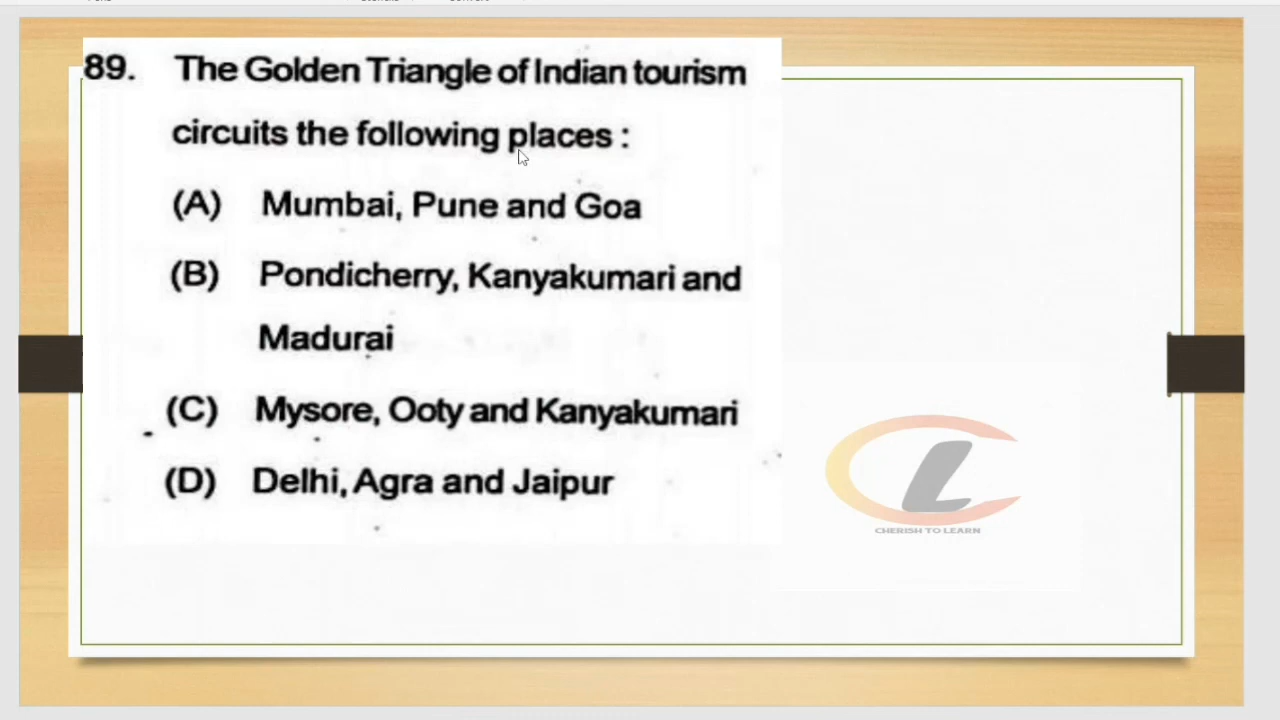 89. The Golden Triangle of Indian tourism
circuits the following places :
(A) Mumbai, Pune and Goa
(B) Pondicherry, Kanyakumari and
Madurai
(C) Mysore, Ooty and Kanyakumari
(D) Delhi, Agra and Jaipur
CL
CHERISH TO LEARN